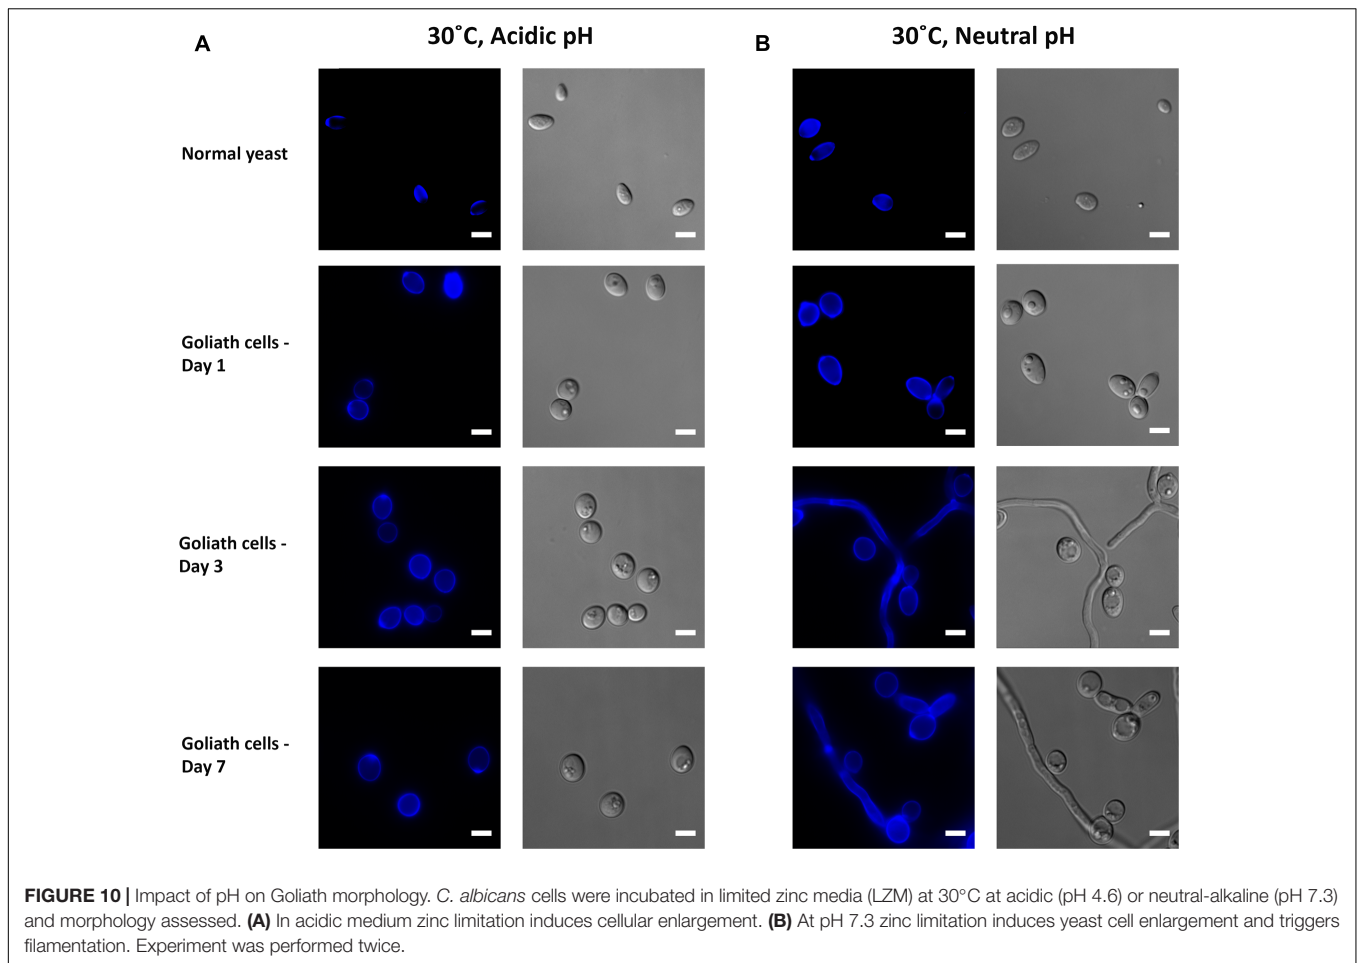 A
30˚C, Acidic pH
B
30˚C, Neutral pH
Normal yeast
Goliath cells -
Day 1
Goliath cells -
Day 3
Goliath cells -
Day 7
FIGURE 10 | Impact of pH on Goliath morphology. C. albicans cells were incubated in limited zinc media (LZM) at 30°C at acidic (pH 4.6) or neutral-alkaline (pH 7.3)
and morphology assessed. (A) In acidic medium zinc limitation induces cellular enlargement. (B) At pH 7.3 zinc limitation induces yeast cell enlargement and triggers
filamentation. Experiment was performed twice.